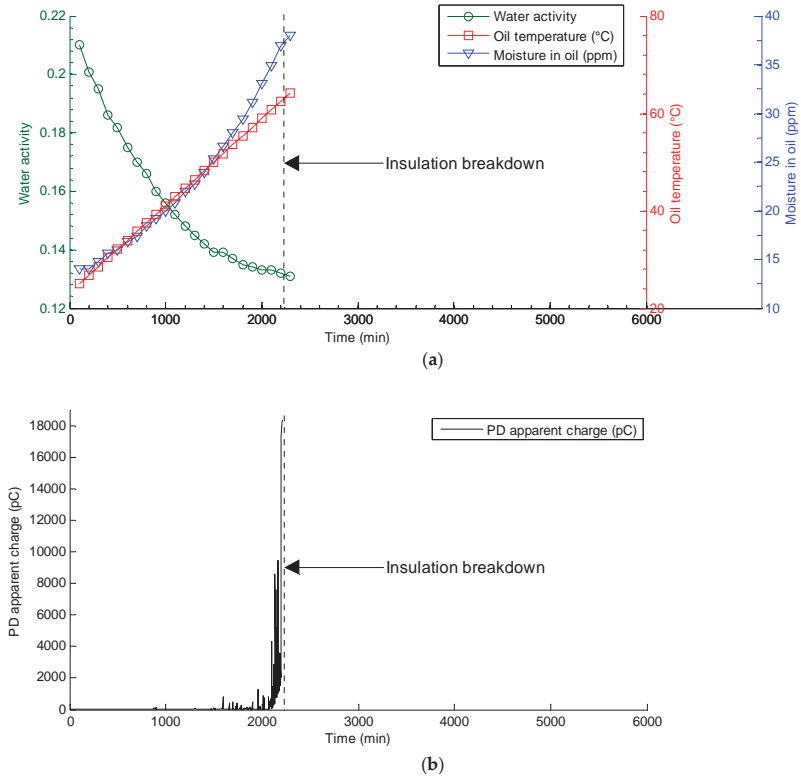 Water activity
Oil temperature (°C)
Moisture in oil (ppm)
0.22
0.2
0.18
0.16
0.14
0.12
Water activity
80
60
40
20
Oil temperature (°C)
40
35
30
25
20
15
10
Moisture in oil (ppm)
Insulation breakdown
0 1000 2000 3000 4000 5000 6000
Time (min)
(a)
PD apparent charge (pC)
18000
16000
14000
12000
10000
8000
6000
4000
2000
0
PD apparent charge (pC)
Insulation breakdown
0 1000 2000 3000 4000 5000 6000
Time (min)
(b)